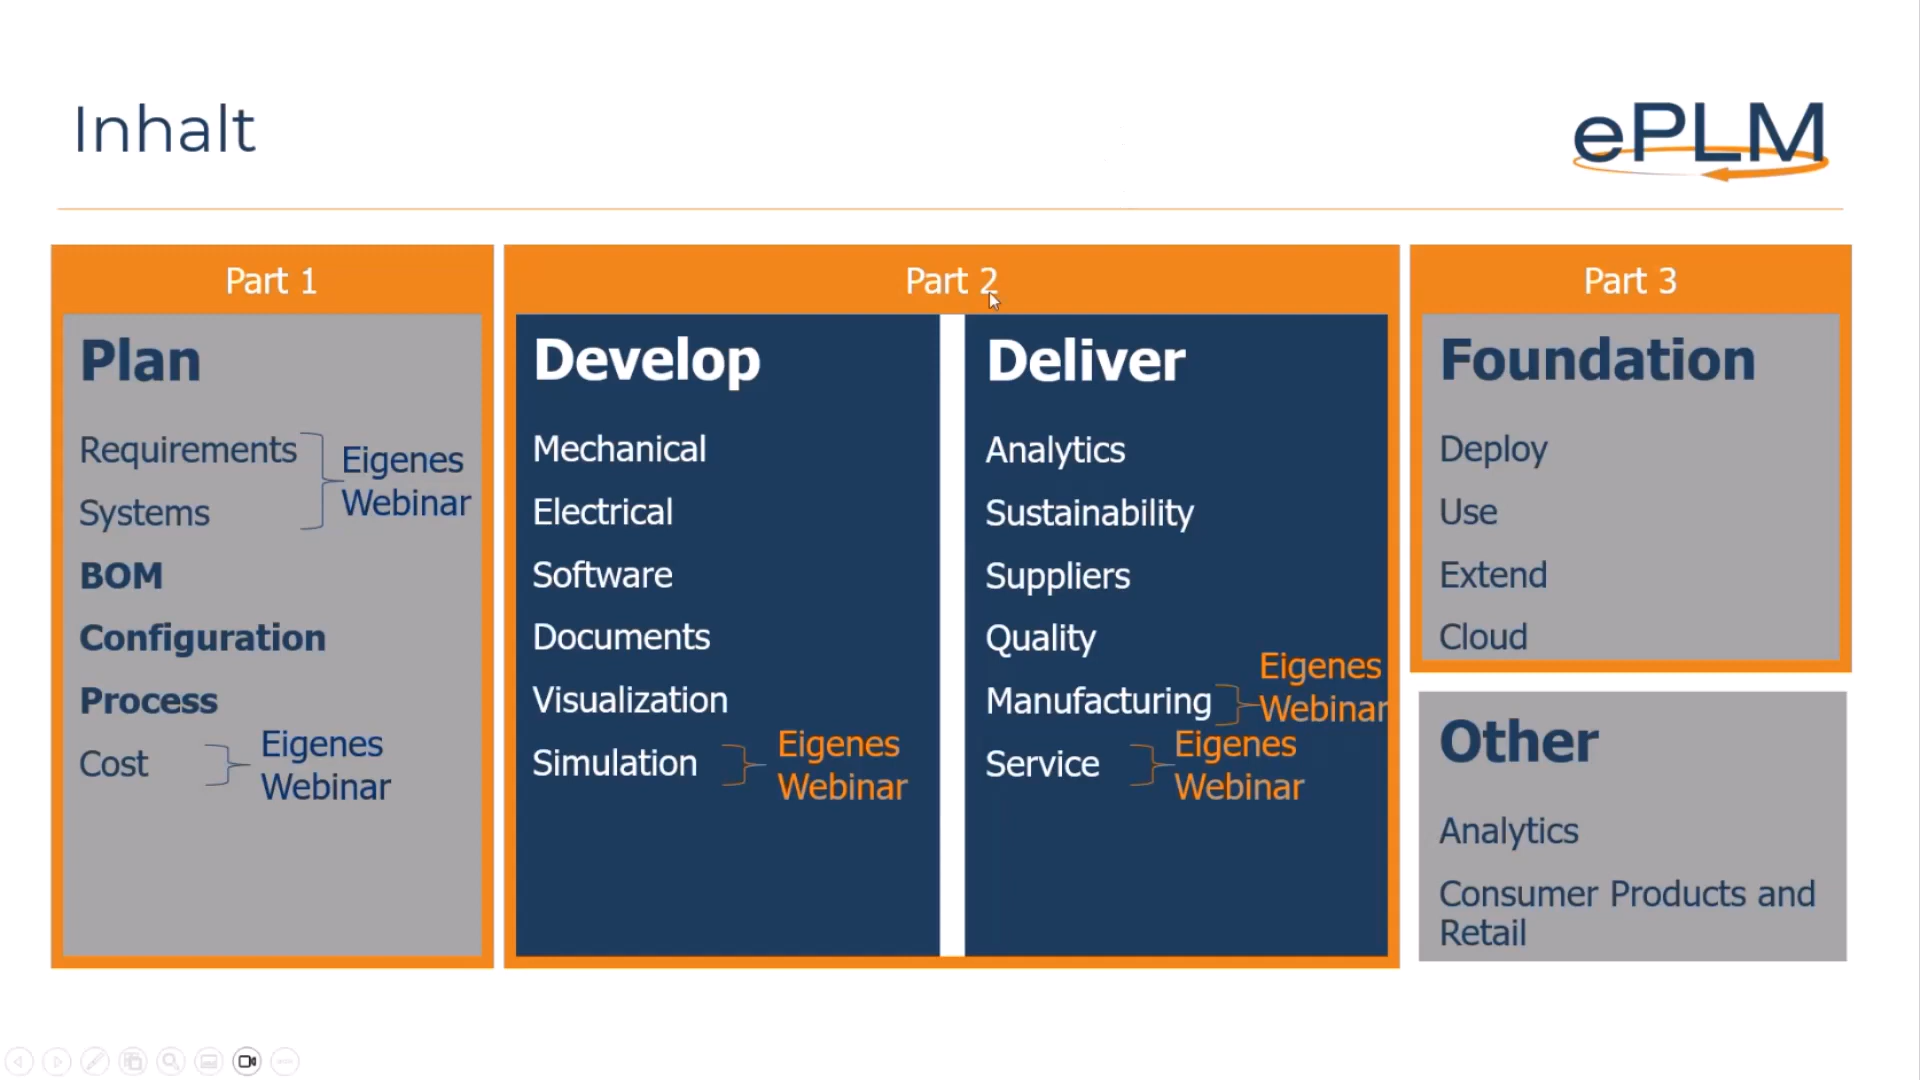 Inhalt
ePLM
Part 1
Plan
Requirements
Systems
Eigenes
Webinar
BOM
Configuration
Process
Cost
Eigenes
Webinar
Part 2
Develop
Mechanical
Electrical
Software
Documents
Visualization
Simulation
Eigenes
Webinar
Deliver
Analytics
Sustainability
Suppliers
Quality
Manufacturing
Eigenes
Webinar
Service
Eigenes
Webinar
Part 3
Foundation
Deploy
Use
Extend
Cloud
Other
Analytics
Consumer Products and
Retail